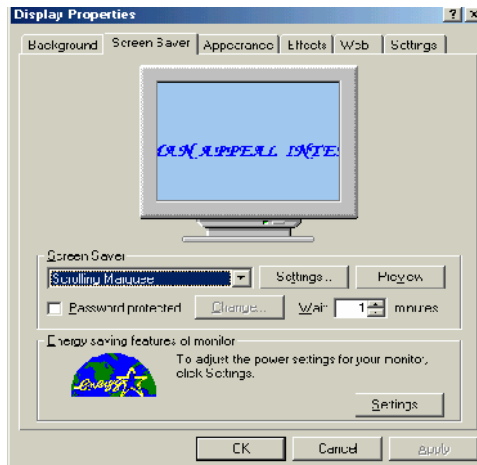 Display Properties
Background Screen Saver Appearance Effects Web Settings
MAN APPEAL INTE
Screen Saver
Scrolling Marquee Settings... Preview
Password protected Change... Wait: 1 minutes
Energy saving features of monitor
To adjust the power settings for your monitor,
click Settings.
Energy
Settings...
OK Cancel Apply